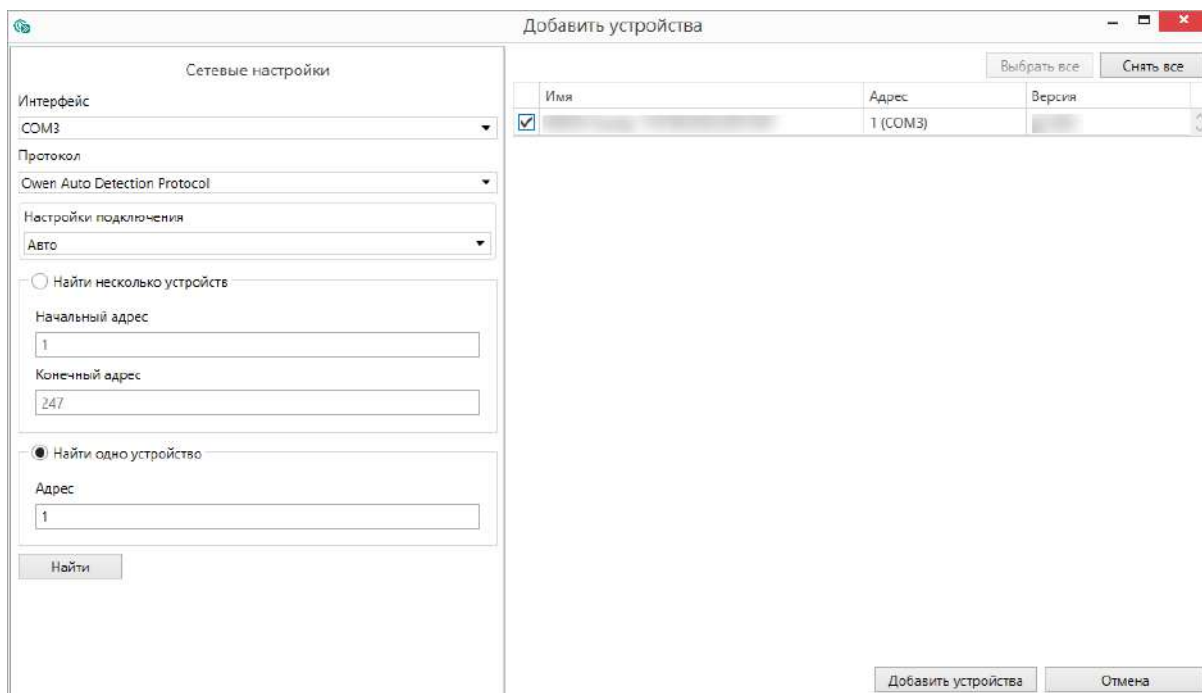 Добавить устройства
Сетевые настройки
Интерфейс
COM3
Протокол
Owen Auto Detection Protocol
Настройки подключения
Авто
Найти несколько устройств
Начальный адрес
1
Конечный адрес
247
Найти одно устройство
Адрес
1
Найти
Выбрать все Снять все
Имя Адрес Версия
1 (COM3)
Добавить устройства Отмена